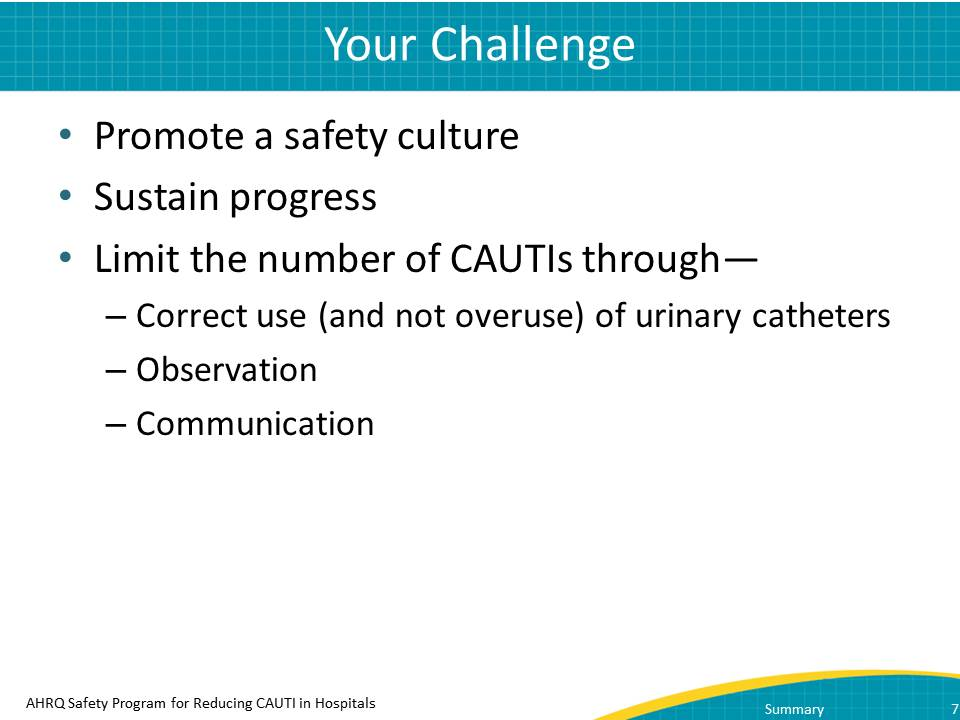 Your Challenge
• Promote a safety culture
• Sustain progress
• Limit the number of CAUTIs through—
– Correct use (and not overuse) of urinary catheters
– Observation
– Communication
AHRQ Safety Program for Reducing CAUTI in Hospitals
Summary 7